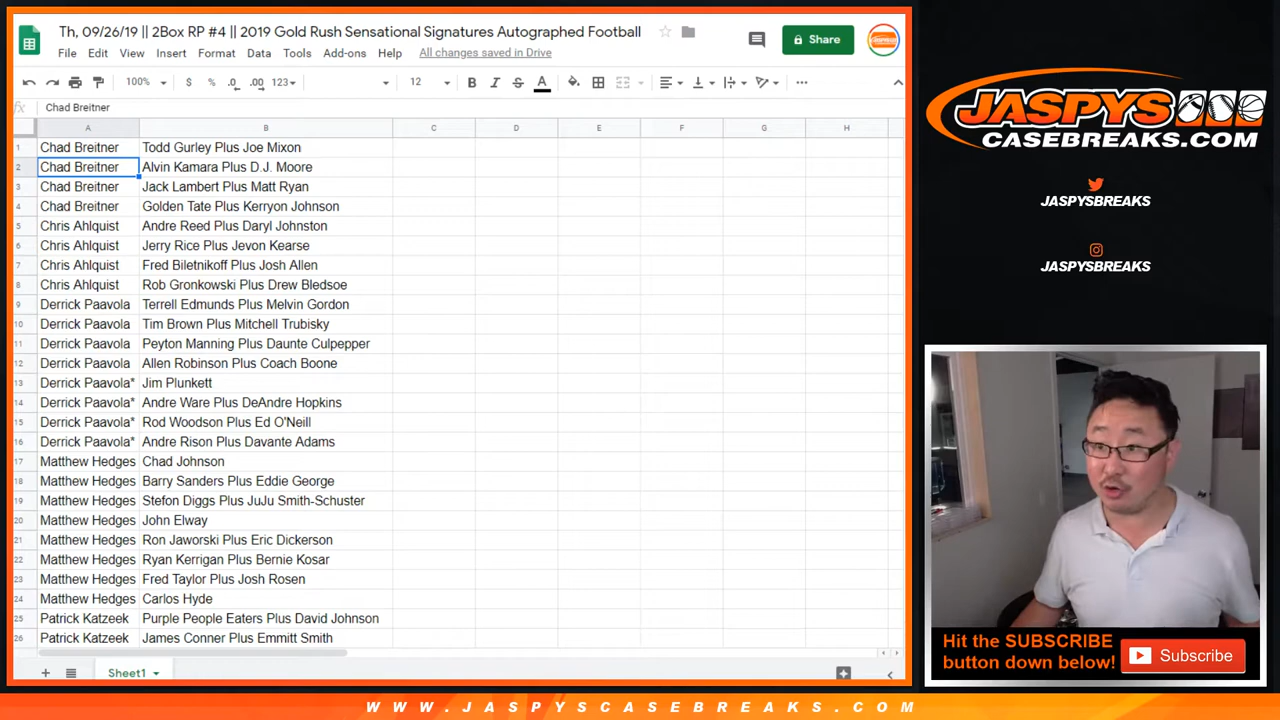 Th, 09/26/19 || 2Box RP #4 || 2019 Gold Rush Sensational Signatures Autographed Football
File Edit View Insert Format Data Tools Add-ons Help All changes saved in Drive
Share
100% $ % .0 .00 123 12 B I S A
fx Chad Breitner
A B C D E F G H
1 Chad Breitner Todd Gurley Plus Joe Mixon
2 Chad Breitner Alvin Kamara Plus D.J. Moore
3 Chad Breitner Jack Lambert Plus Matt Ryan
4 Chad Breitner Golden Tate Plus Kerryon Johnson
5 Chris Ahlquist Andre Reed Plus Daryl Johnston
6 Chris Ahlquist Jerry Rice Plus Jevon Kearse
7 Chris Ahlquist Fred Biletnikoff Plus Josh Allen
8 Chris Ahlquist Rob Gronkowski Plus Drew Bledsoe
9 Derrick Paavola Terrell Edmunds Plus Melvin Gordon
10 Derrick Paavola Tim Brown Plus Mitchell Trubisky
11 Derrick Paavola Peyton Manning Plus Daunte Culpepper
12 Derrick Paavola Allen Robinson Plus Coach Boone
13 Derrick Paavola* Jim Plunkett
14 Derrick Paavola* Andre Ware Plus DeAndre Hopkins
15 Derrick Paavola* Rod Woodson Plus Ed O'Neill
16 Derrick Paavola* Andre Rison Plus Davante Adams
17 Matthew Hedges Chad Johnson
18 Matthew Hedges Barry Sanders Plus Eddie George
19 Matthew Hedges Stefon Diggs Plus JuJu Smith-Schuster
20 Matthew Hedges John Elway
21 Matthew Hedges Ron Jaworski Plus Eric Dickerson
22 Matthew Hedges Ryan Kerrigan Plus Bernie Kosar
23 Matthew Hedges Fred Taylor Plus Josh Rosen
24 Matthew Hedges Carlos Hyde
25 Patrick Katzeek Purple People Eaters Plus David Johnson
26 Patrick Katzeek James Conner Plus Emmitt Smith
Sheet1
JASPYS
CASEBREAKS.COM
JASPYSBREAKS
JASPYSBREAKS
Hit the SUBSCRIBE
button down below!
Subscribe
WWW.JASPYSCASEBREAKS.COM